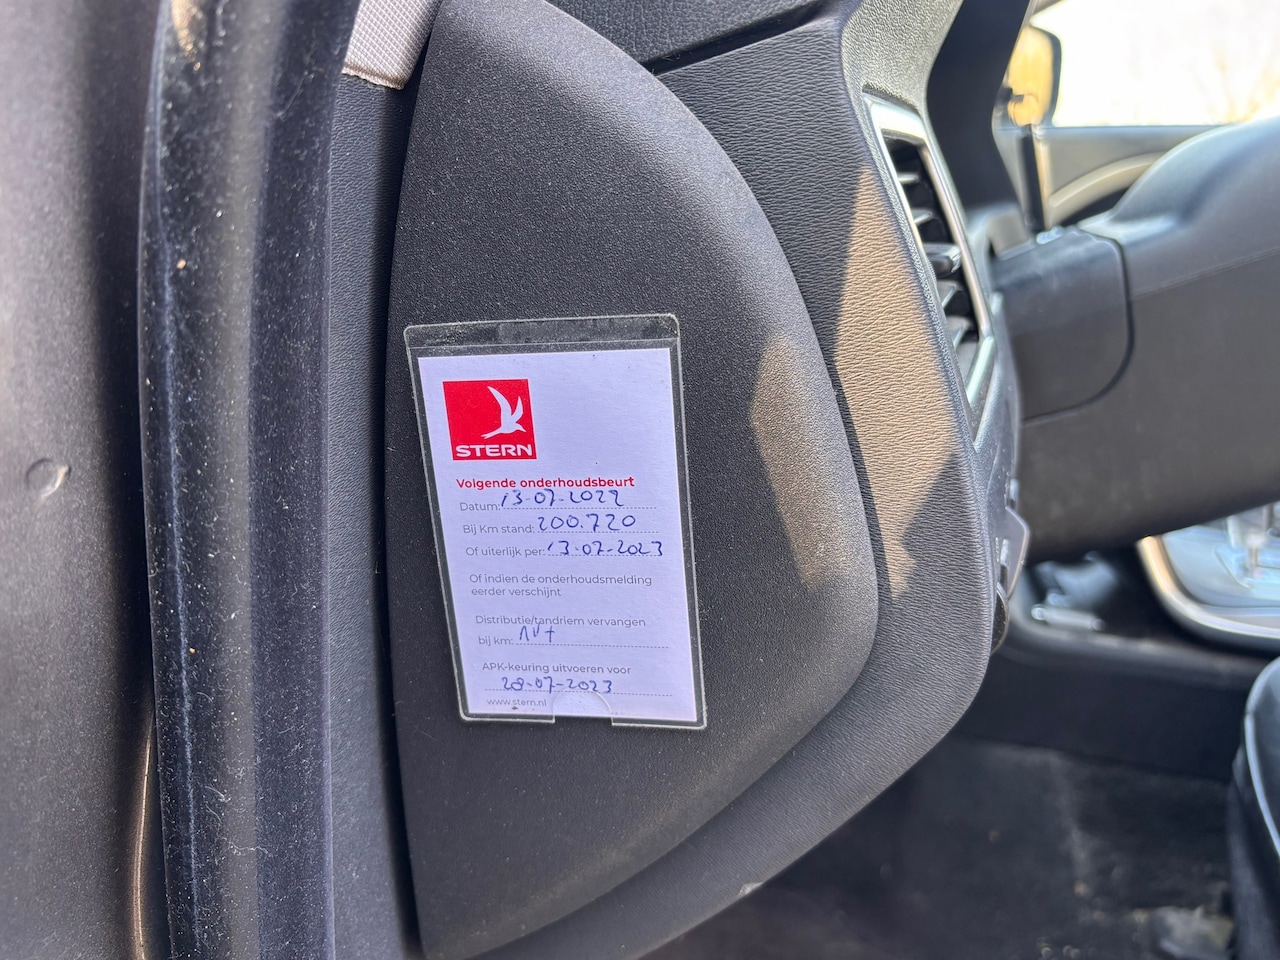 STERN
Volgende onderhoudsbeurt
Datum: 13-07-2022
Bij Km stand: 200.720
Of uiterlijk per: 13-07-2023
Of indien de onderhoudsmelding
eerder verschijnt
Distributie/tandriem vervangen
bij km:
APK-keuring uitvoeren voor
28-07-2023
www.stern.nl